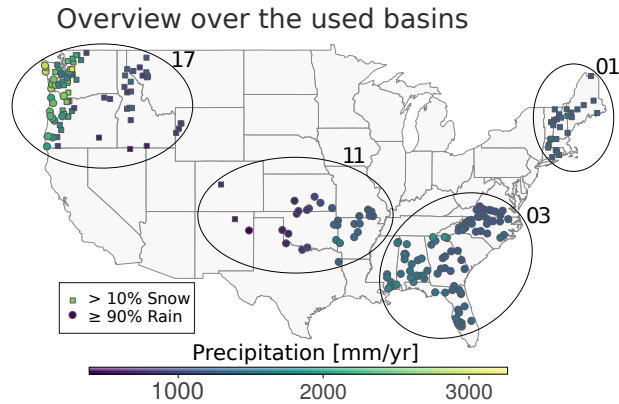 Overview over the used basins
17
01
11
03
> 10% Snow
≥ 90% Rain
Precipitation [mm/yr]
1000 2000 3000